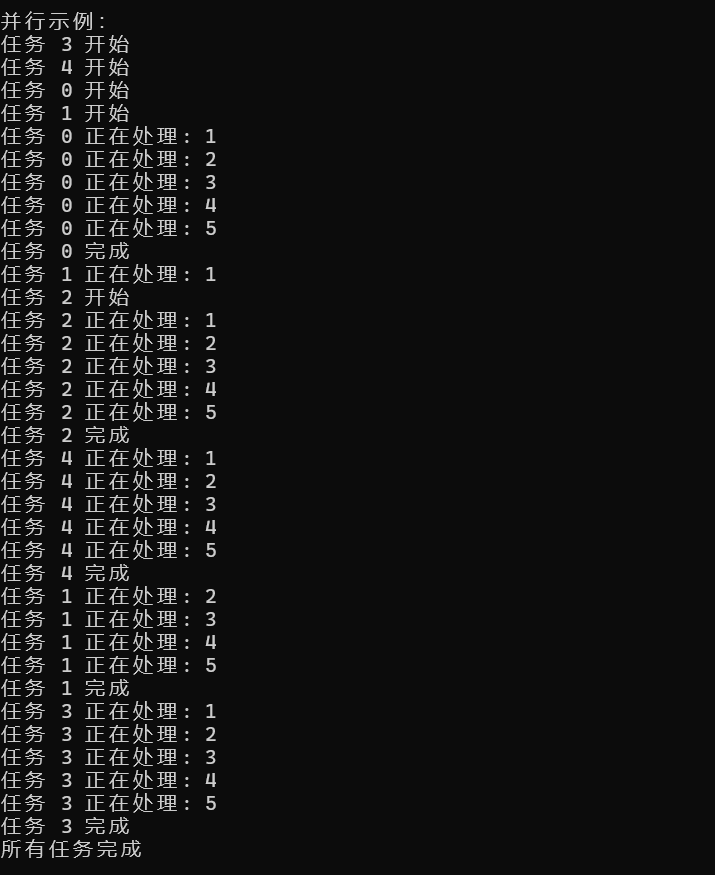 并行示例:
任务 3 开始
任务 4 开始
任务 0 开始
任务 1 开始
任务 0 正在处理: 1
任务 0 正在处理: 2
任务 0 正在处理: 3
任务 0 正在处理: 4
任务 0 正在处理: 5
任务 0 完成
任务 1 正在处理: 1
任务 2 开始
任务 2 正在处理: 1
任务 2 正在处理: 2
任务 2 正在处理: 3
任务 2 正在处理: 4
任务 2 正在处理: 5
任务 2 完成
任务 4 正在处理: 1
任务 4 正在处理: 2
任务 4 正在处理: 3
任务 4 正在处理: 4
任务 4 正在处理: 5
任务 4 完成
任务 1 正在处理: 2
任务 1 正在处理: 3
任务 1 正在处理: 4
任务 1 正在处理: 5
任务 1 完成
任务 3 正在处理: 1
任务 3 正在处理: 2
任务 3 正在处理: 3
任务 3 正在处理: 4
任务 3 正在处理: 5
任务 3 完成
所有任务完成